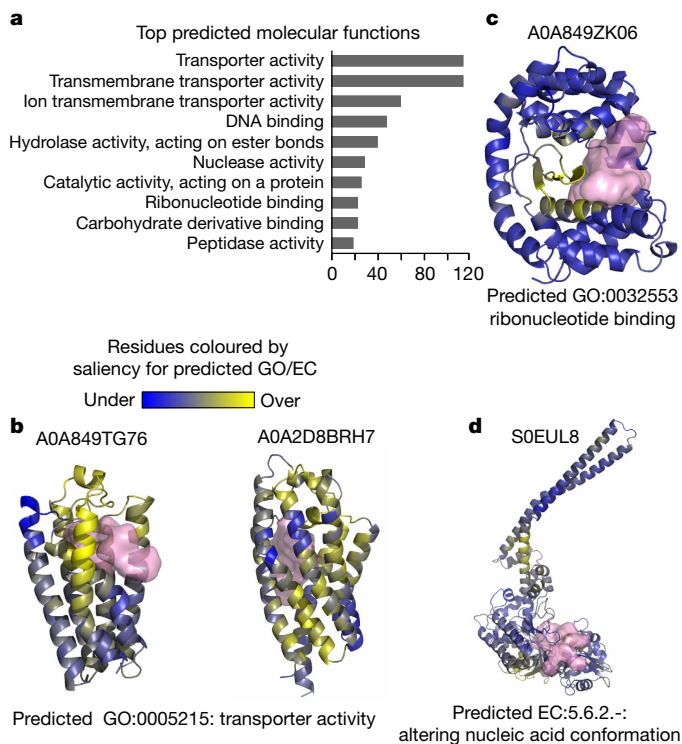 a
Top predicted molecular functions
Transporter activity
Transmembrane transporter activity
Ion transmembrane transporter activity
DNA binding
Hydrolase activity, acting on ester bonds
Nuclease activity
Catalytic activity, acting on a protein
Ribonucleotide binding
Carbohydrate derivative binding
Peptidase activity
0 40 80 120
c
A0A849ZK06
Predicted GO:0032553
ribonucleotide binding
Residues coloured by
saliency for predicted GO/EC
Under Over
b
A0A849TG76
A0A2D8BRH7
Predicted GO:0005215: transporter activity
d
S0EUL8
Predicted EC:5.6.2.-:
altering nucleic acid conformation